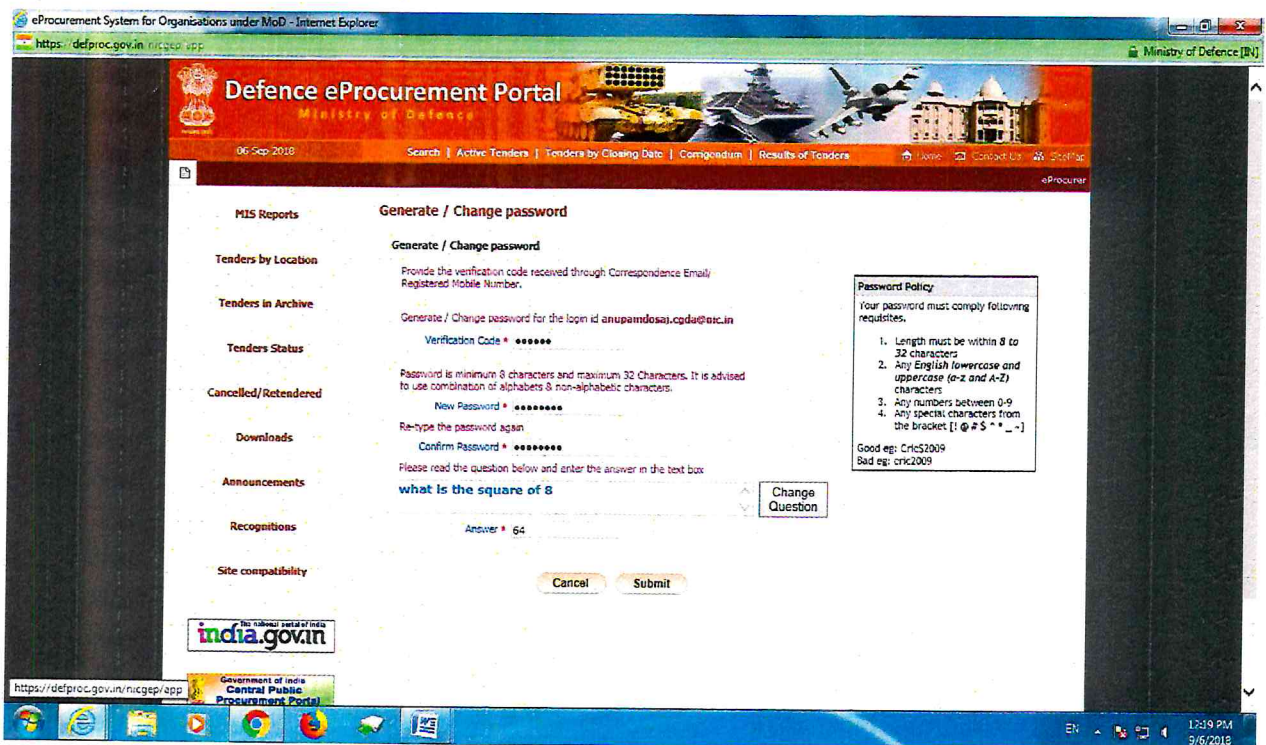 eProcurement System for Organisations under MoD - Internet Explorer
https://defproc.gov.in/nicgep/app
Ministry of Defence [IN]
Defence eProcurement Portal
Ministry of Defence
06-Sep-2018
Search | Active Tenders | Tenders by Closing Date | Corrigendum | Results of Tenders
Home Contact Us SiteMap
eProcurer
MIS Reports
Tenders by Location
Tenders in Archive
Tenders Status
Cancelled/Retendered
Downloads
Announcements
Recognitions
Site compatibility
The national portal of India
india.gov.in
Government of India
Central Public
Procurement Portal
Generate / Change password
Generate / Change password
Provide the verification code received through Correspondence Email/
Registered Mobile Number.
Generate / Change password for the login id anupamdosaj.cgda@nic.in
Verification Code * ●●●●●●
Password is minimum 8 characters and maximum 32 Characters. It is advised
to use combination of alphabets & non-alphabetic characters.
New Password * ●●●●●●●●
Re-type the password again
Confirm Password * ●●●●●●●●
Please read the question below and enter the answer in the text box
what is the square of 8
Change
Question
Answer * 64
Cancel Submit
Password Policy
Your password must comply following
requisites.
1. Length must be within 8 to
32 characters
2. Any English lowercase and
uppercase (a-z and A-Z)
characters
3. Any numbers between 0-9
4. Any special characters from
the bracket [! @ # $ ^ * _ ~]
Good eg: Cric$2009
Bad eg: cric2009
https://defproc.gov.in/nicgep/app
EN
12:19 PM
9/6/2018